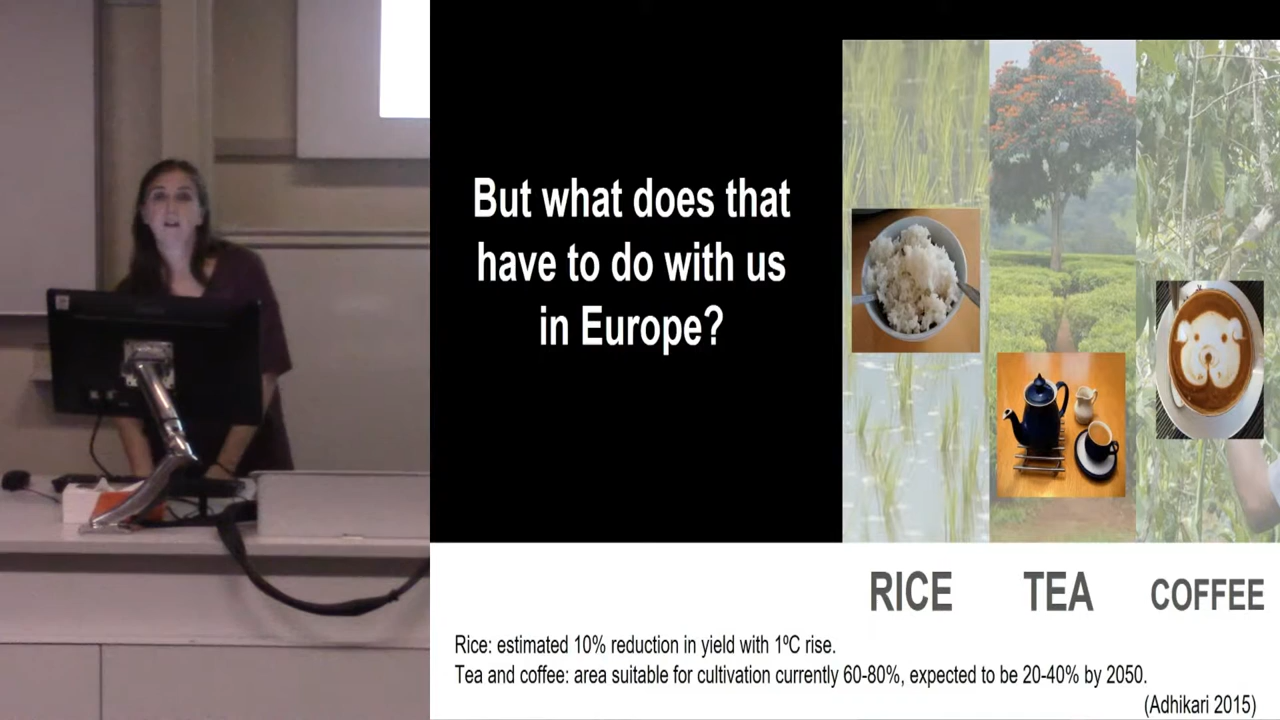 But what does that
have to do with us
in Europe?
RICE
TEA
COFFEE
Rice: estimated 10% reduction in yield with 1ºC rise.
Tea and coffee: area suitable for cultivation currently 60-80%, expected to be 20-40% by 2050.
(Adhikari 2015)